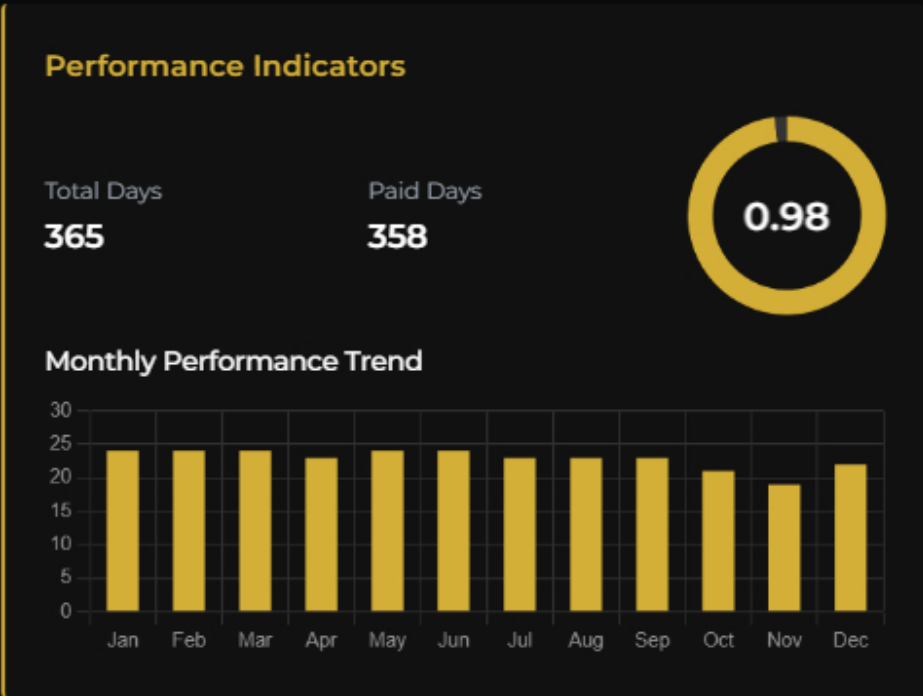 Performance Indicators
Total Days
365
Paid Days
358
0.98
Monthly Performance Trend
30
25
20
15
10
5
0
Jan Feb Mar Apr May Jun Jul Aug Sep Oct Nov Dec